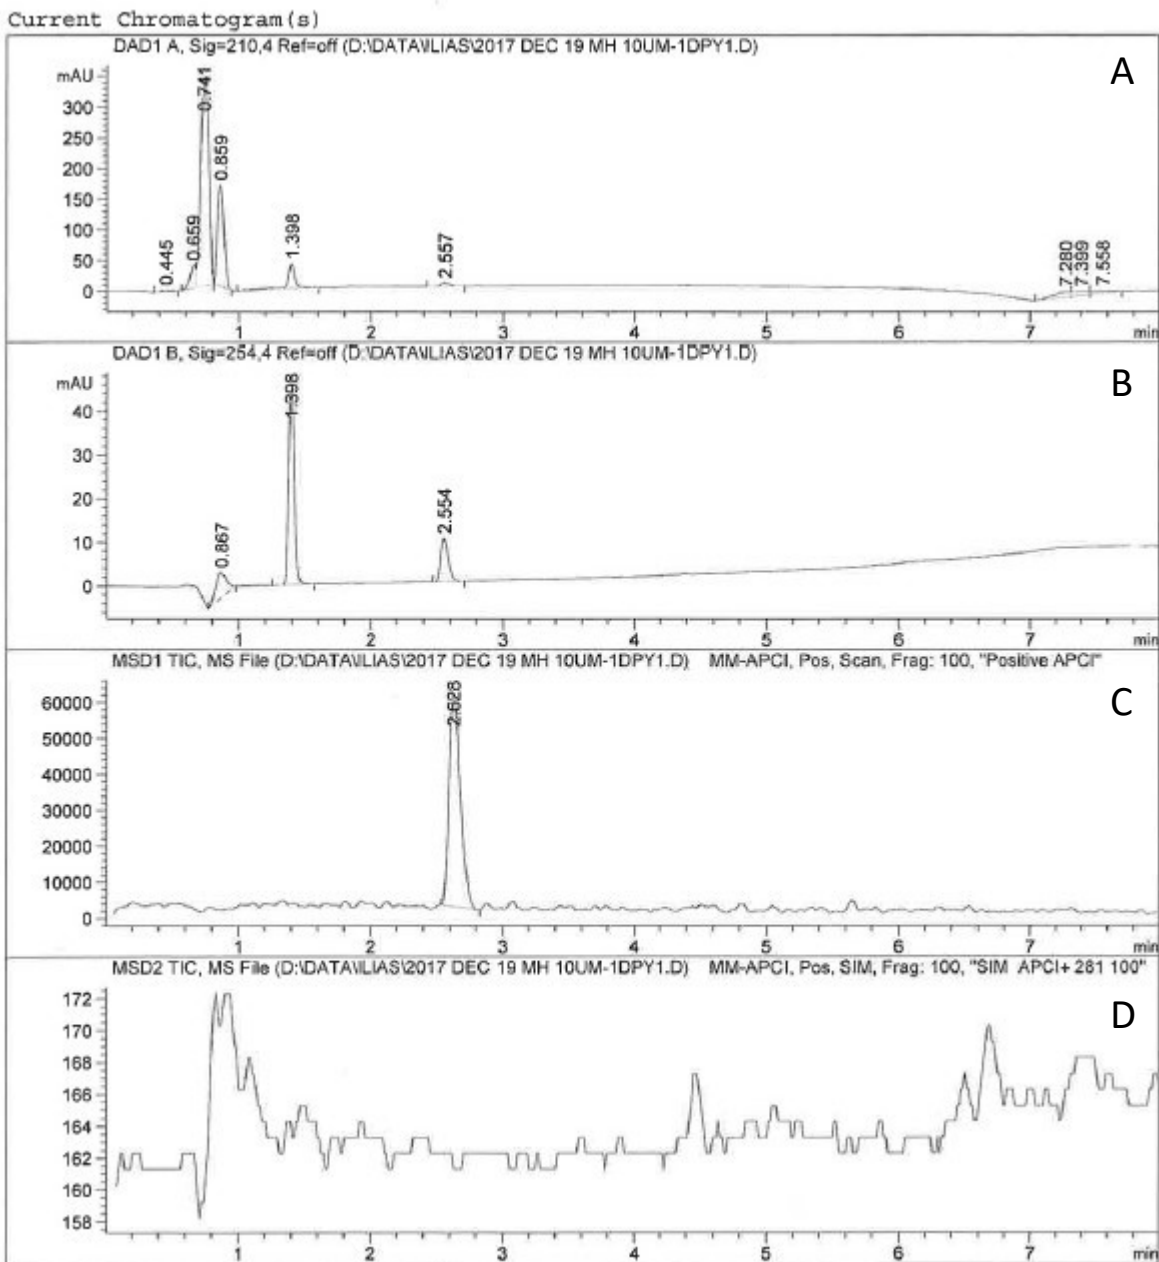 Current Chromatogram(s)
DAD1 A, Sig=210,4 Ref=off (D:\DATA\ILIAS\2017 DEC 19 MH 10UM-1DPY1.D)
A
mAU
300
250
200
150
100
50
0
0.445
0.659
0.741
0.859
1.398
2.557
7.280
7.399
7.558
1 2 3 4 5 6 7 min
DAD1 B, Sig=254,4 Ref=off (D:\DATA\ILIAS\2017 DEC 19 MH 10UM-1DPY1.D)
B
mAU
40
30
20
10
0
0.867
1.398
2.554
1 2 3 4 5 6 7 min
MSD1 TIC, MS File (D:\DATA\ILIAS\2017 DEC 19 MH 10UM-1DPY1.D) MM-APCI, Pos, Scan, Frag: 100, "Positive APCI"
C
60000
50000
40000
30000
20000
10000
0
2.628
1 2 3 4 5 6 7 min
MSD2 TIC, MS File (D:\DATA\ILIAS\2017 DEC 19 MH 10UM-1DPY1.D) MM-APCI, Pos, SIM, Frag: 100, "SIM APCI+ 281 100"
D
172
170
168
166
164
162
160
158
1 2 3 4 5 6 7 min